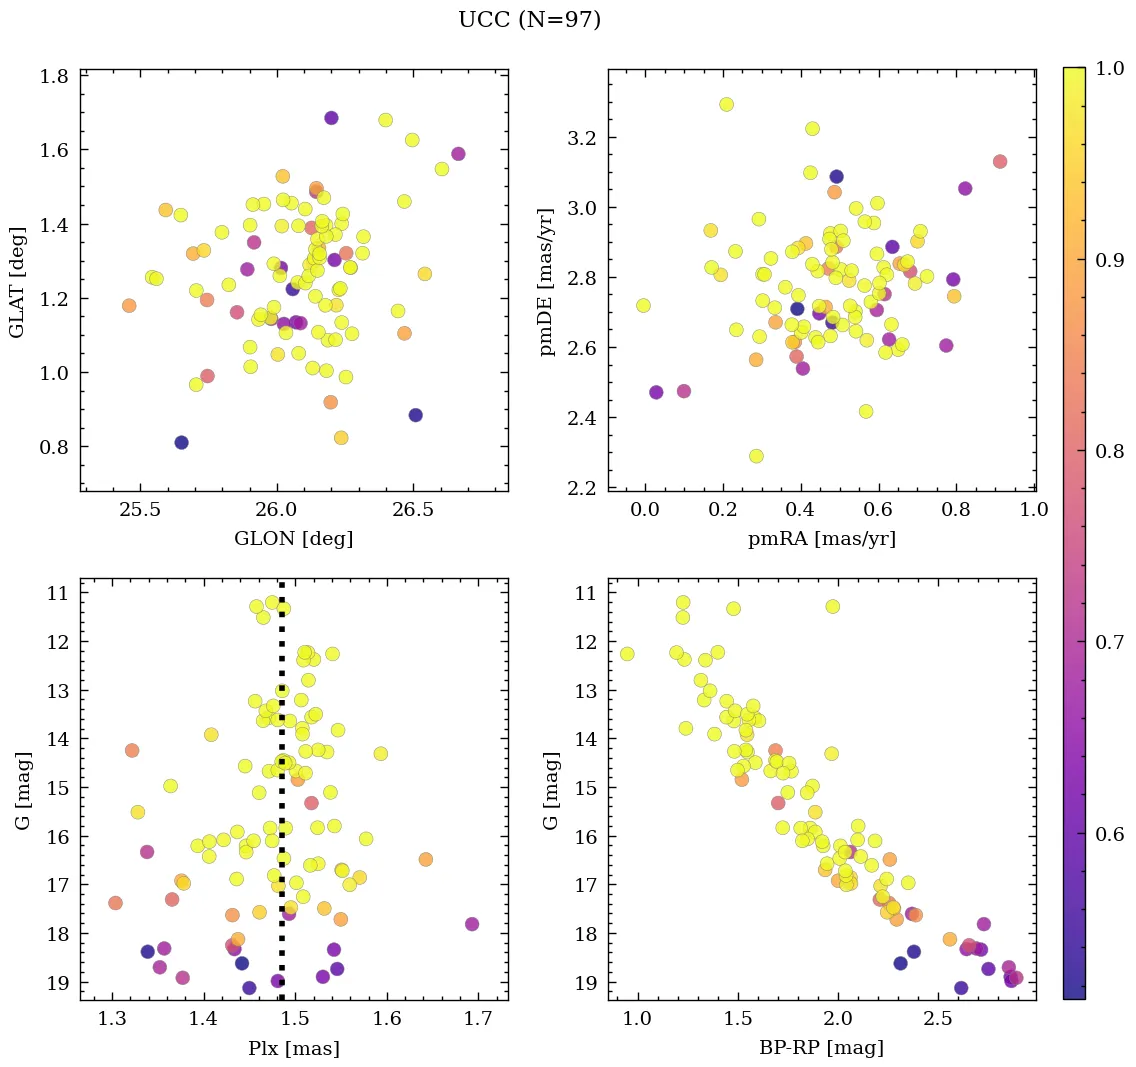 UCC (N=97)
1.8
1.6
1.4
1.2
1.0
0.8
GLAT [deg]
25.5 26.0 26.5
GLON [deg]
3.2
3.0
2.8
2.6
2.4
2.2
pmDE [mas/yr]
0.0 0.2 0.4 0.6 0.8 1.0
pmRA [mas/yr]
1.0
0.9
0.8
0.7
0.6
11
12
13
14
15
16
17
18
19
G [mag]
1.3 1.4 1.5 1.6 1.7
Plx [mas]
11
12
13
14
15
16
17
18
19
G [mag]
1.0 1.5 2.0 2.5
BP-RP [mag]